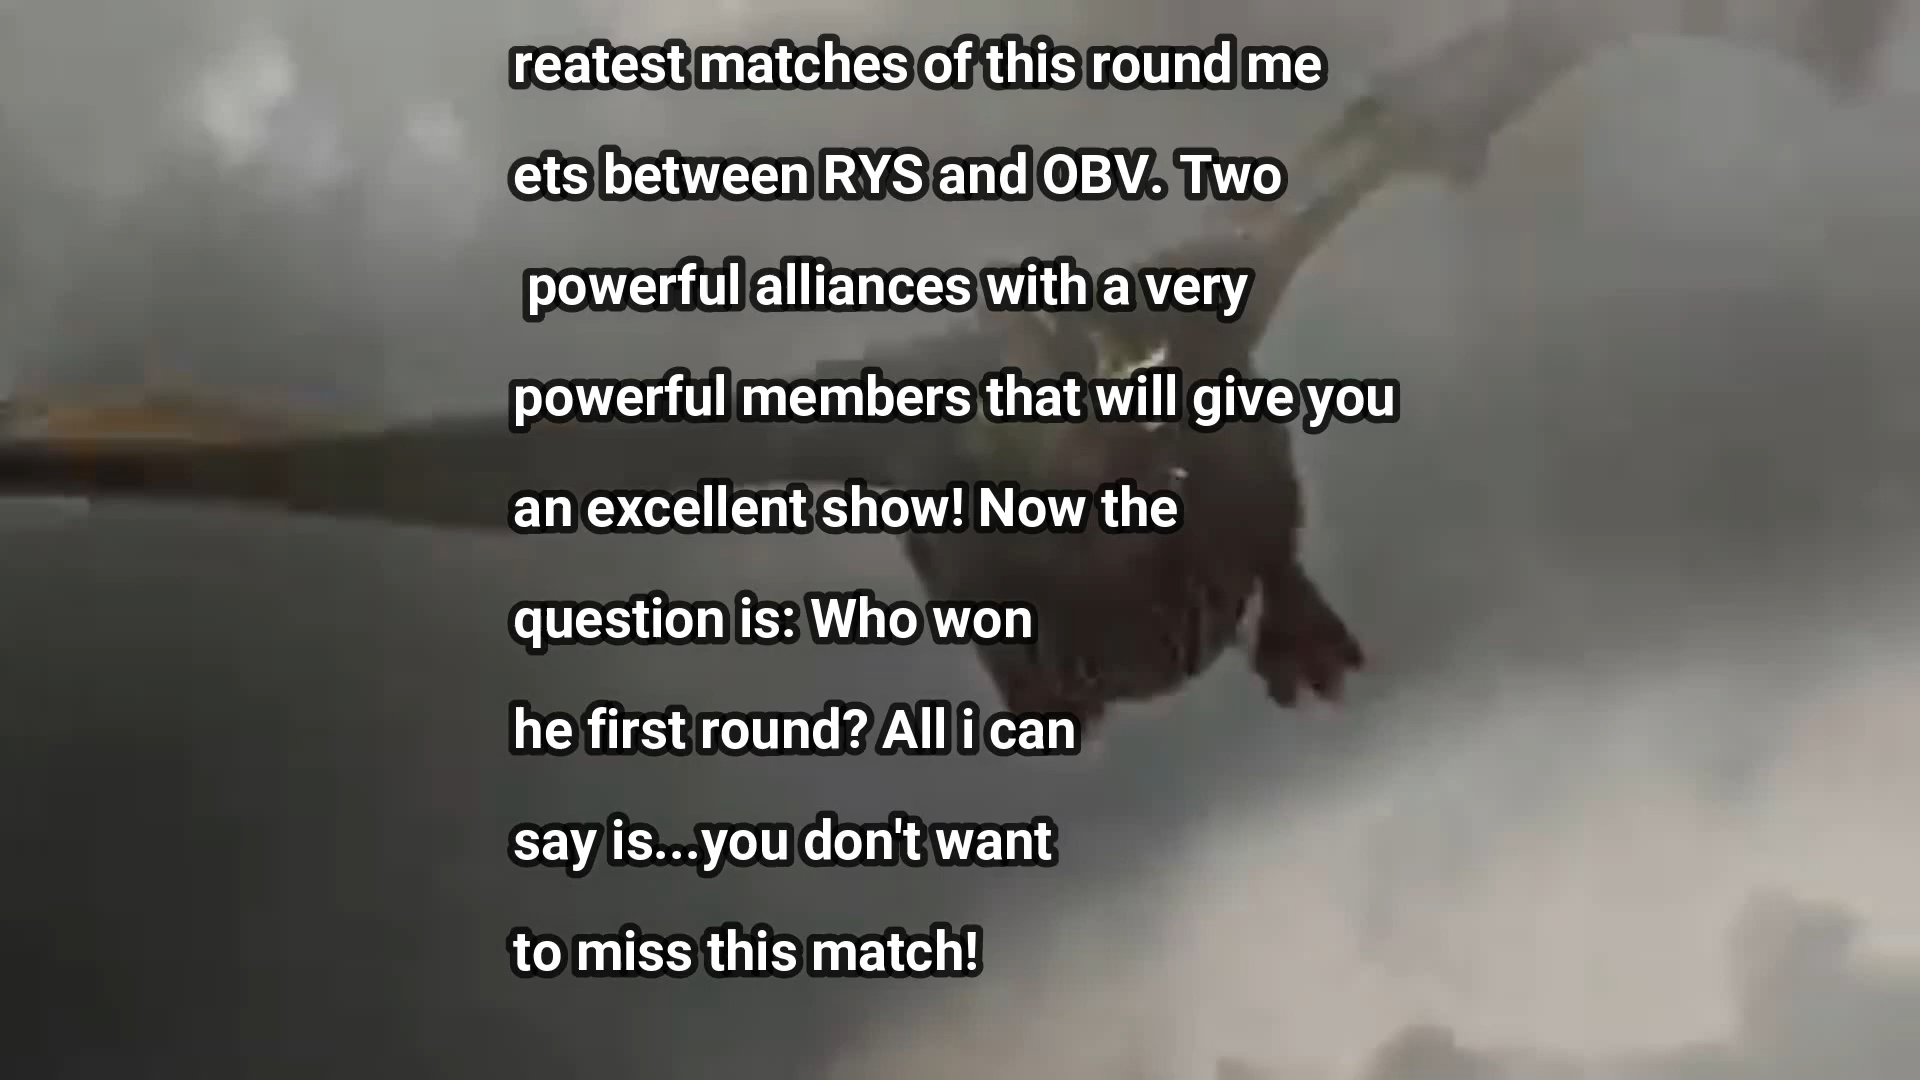 reatest matches of this round me
ets between RYS and OBV. Two
powerful alliances with a very
powerful members that will give you
an excellent show! Now the
question is: Who won
he first round? All i can
say is...you don't want
to miss this match!